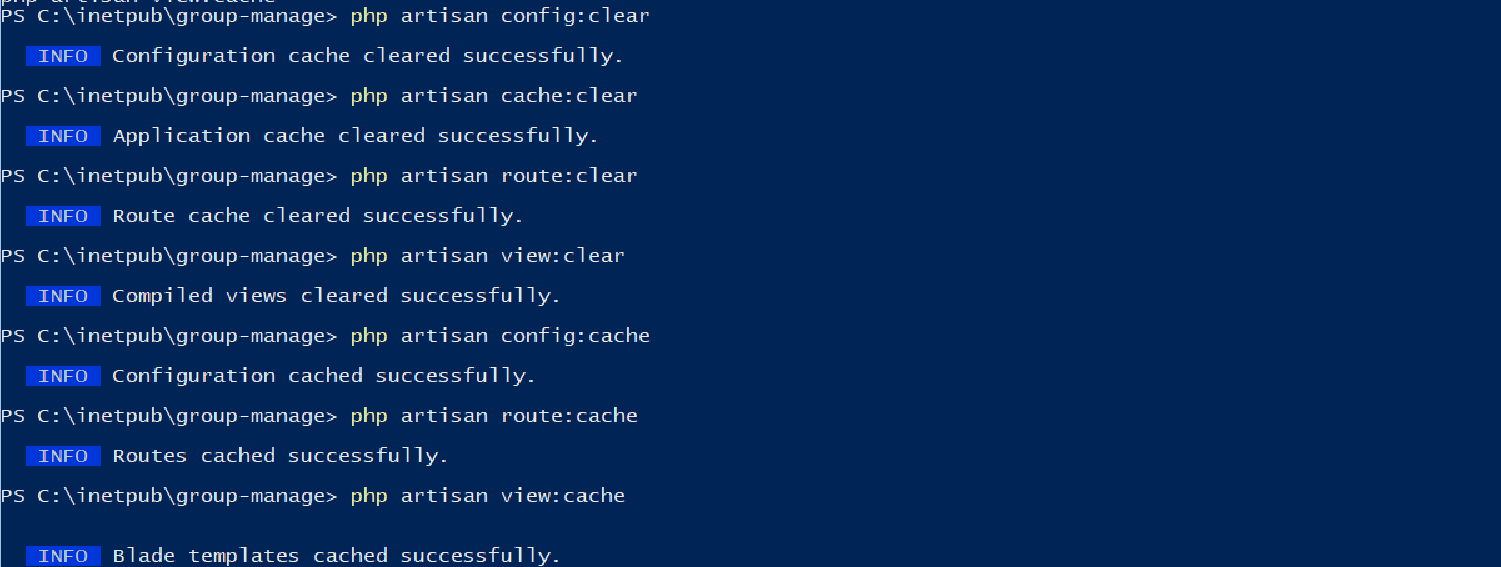 php artisan view:cache
PS C:\inetpub\group-manage> php artisan config:clear
INFO Configuration cache cleared successfully.
PS C:\inetpub\group-manage> php artisan cache:clear
INFO Application cache cleared successfully.
PS C:\inetpub\group-manage> php artisan route:clear
INFO Route cache cleared successfully.
PS C:\inetpub\group-manage> php artisan view:clear
INFO Compiled views cleared successfully.
PS C:\inetpub\group-manage> php artisan config:cache
INFO Configuration cached successfully.
PS C:\inetpub\group-manage> php artisan route:cache
INFO Routes cached successfully.
PS C:\inetpub\group-manage> php artisan view:cache
INFO Blade templates cached successfully.